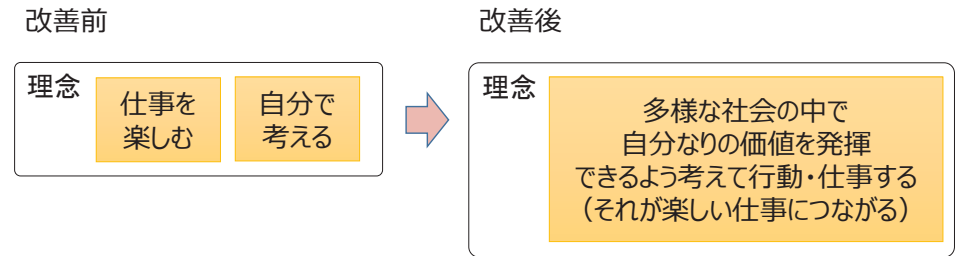 改善前
改善後
理念
仕事を
楽しむ
自分で
考える
理念
多様な社会の中で
自分なりの価値を発揮
できるよう考えて行動・仕事する
（それが楽しい仕事につながる）